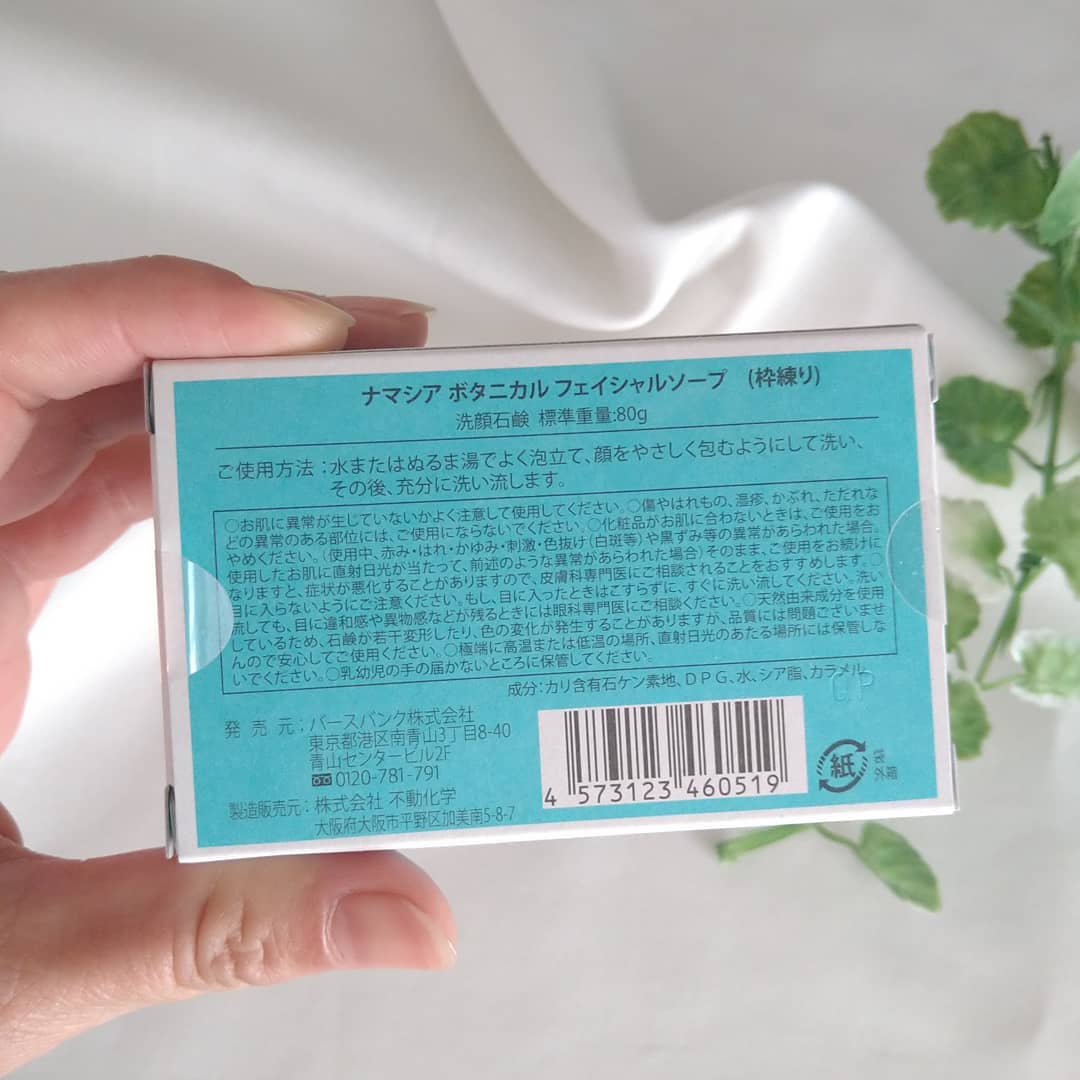 ナマシア ボタニカル フェイシャルソープ (枠練り)
洗顔石鹸 標準重量:80g
ご使用方法：水またはぬるま湯でよく泡立て、顔をやさしく包むようにして洗い、
その後、充分に洗い流します。
○お肌に異常が生じていないかよく注意して使用してください。○傷やはれもの、湿疹、かぶれ、ただれな
どの異常のある部位には、ご使用にならないでください。○化粧品がお肌に合わないときは、ご使用をお
やめください。（使用中、赤み・はれ・かゆみ・刺激・色抜け（白斑等）や黒ずみ等の異常があらわれた場合。
使用したお肌に直射日光が当たって、前述のような異常があらわれた場合）そのまま、ご使用をお続けに
なりますと、症状が悪化することがありますので、皮膚科専門医にご相談されることをおすすめします。○
目に入らないようにご注意ください。もし、目に入ったときはこすらずに、すぐに洗い流してください。洗い
流しても、目に違和感や異物感などが残るときには眼科専門医にご相談ください。○天然由来成分を使用
しているため、石鹸が若干変形したり、色の変化が発生することがありますが、品質には問題ございませ
んので安心してご使用ください。○極端に高温または低温の場所、直射日光のあたる場所には保管しな
いでください。○乳幼児の手の届かないところに保管してください。
成分：カリ含有石ケン素地、DPG、水、シア脂、カラメル
発売元；バースバンク株式会社
東京都港区南青山3丁目8-40
青山センタービル2F
0120-781-791
製造販売元：株式会社 不動化学
大阪府大阪市平野区加美南5-8-7
4 573123 460519
紙
外箱